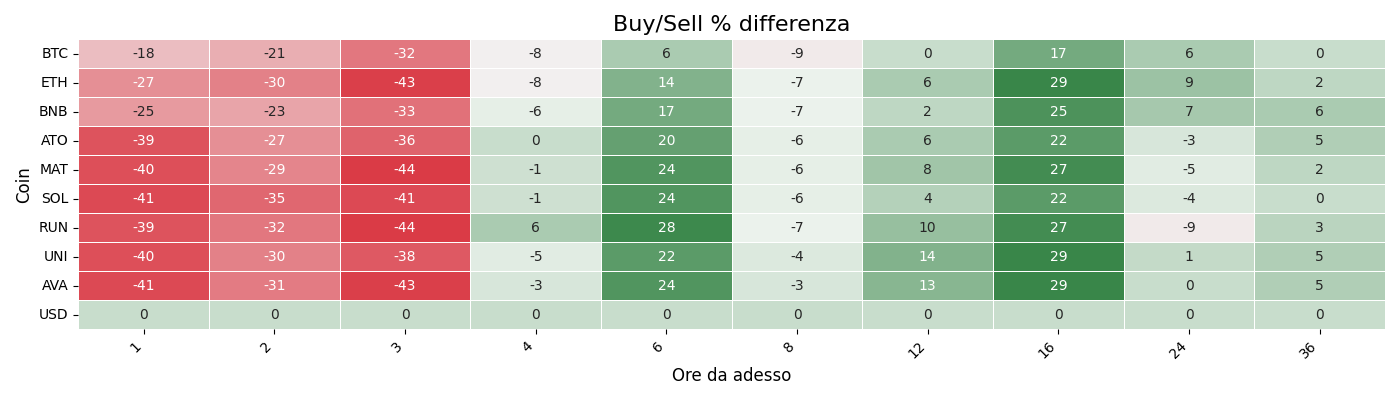 Buy/Sell % differenza
Coin
BTC -18 -21 -32 -8 6 -9 0 17 6 0
ETH -27 -30 -43 -8 14 -7 6 29 9 2
BNB -25 -23 -33 -6 17 -7 2 25 7 6
ATO -39 -27 -36 0 20 -6 6 22 -3 5
MAT -40 -29 -44 -1 24 -6 8 27 -5 2
SOL -41 -35 -41 -1 24 -6 4 22 -4 0
RUN -39 -32 -44 6 28 -7 10 27 -9 3
UNI -40 -30 -38 -5 22 -4 14 29 1 5
AVA -41 -31 -43 -3 24 -3 13 29 0 5
USD 0 0 0 0 0 0 0 0 0 0
1 2 3 4 6 8 12 16 24 36
Ore da adesso